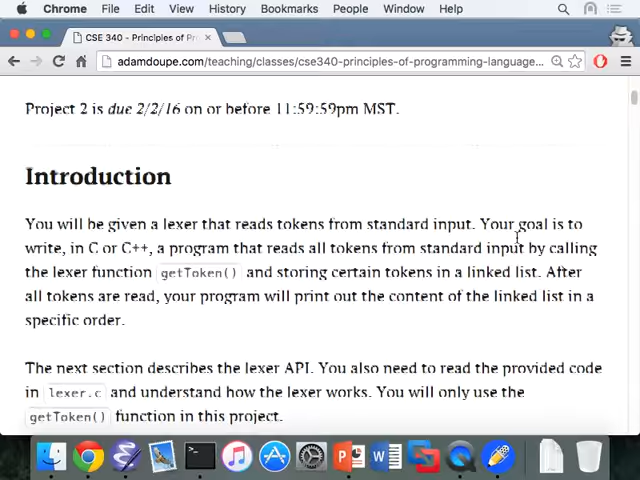 Chrome File Edit View History Bookmarks People Window Help
CSE 340 - Principles of Pr
adamdoupe.com/teaching/classes/cse340-principles-of-programming-language...
Project 2 is due 2/2/16 on or before 11:59:59pm MST.
Introduction
You will be given a lexer that reads tokens from standard input. Your goal is to
write, in C or C++, a program that reads all tokens from standard input by calling
the lexer function getToken() and storing certain tokens in a linked list. After
all tokens are read, your program will print out the content of the linked list in a
specific order.
The next section describes the lexer API. You also need to read the provided code
in lexer.c and understand how the lexer works. You will only use the
getToken() function in this project.